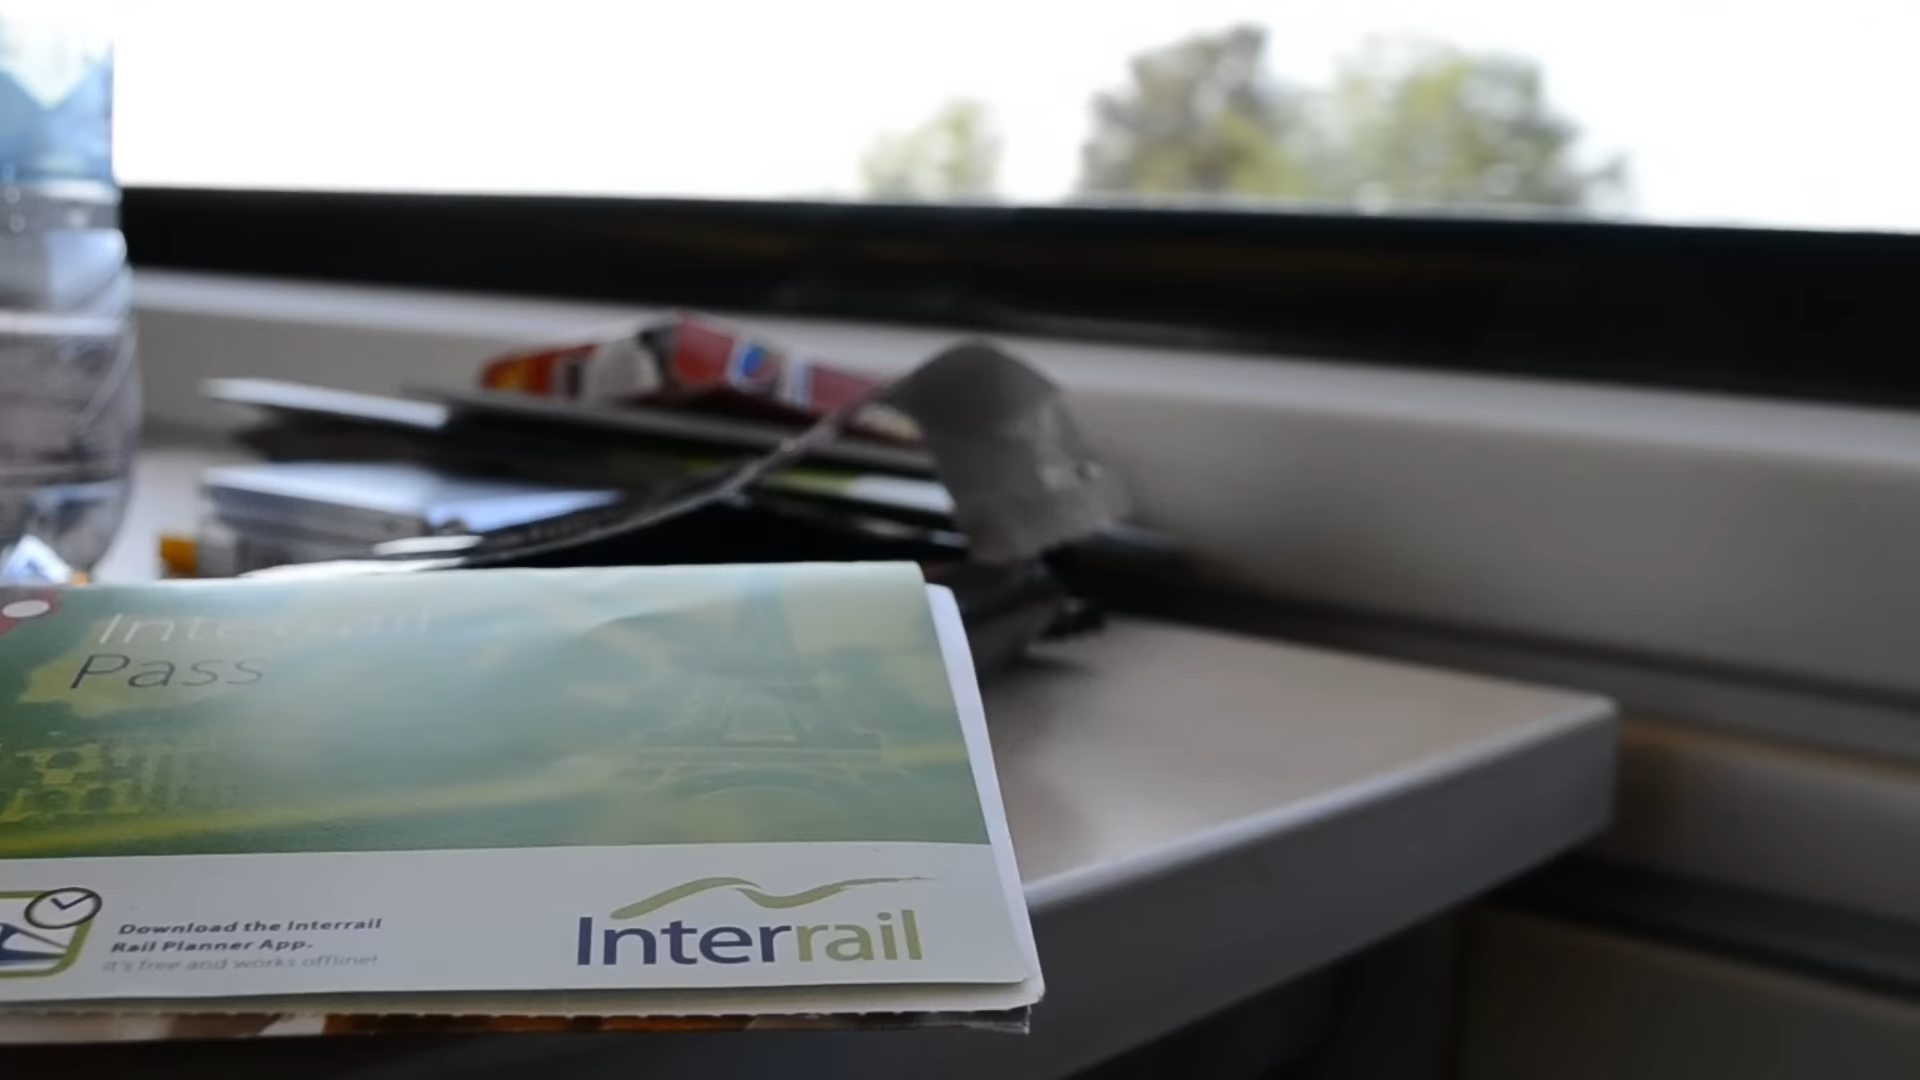 Interrail
Pass
Download the Interrail
Rail Planner App.
It's free and works offline!
Interrail